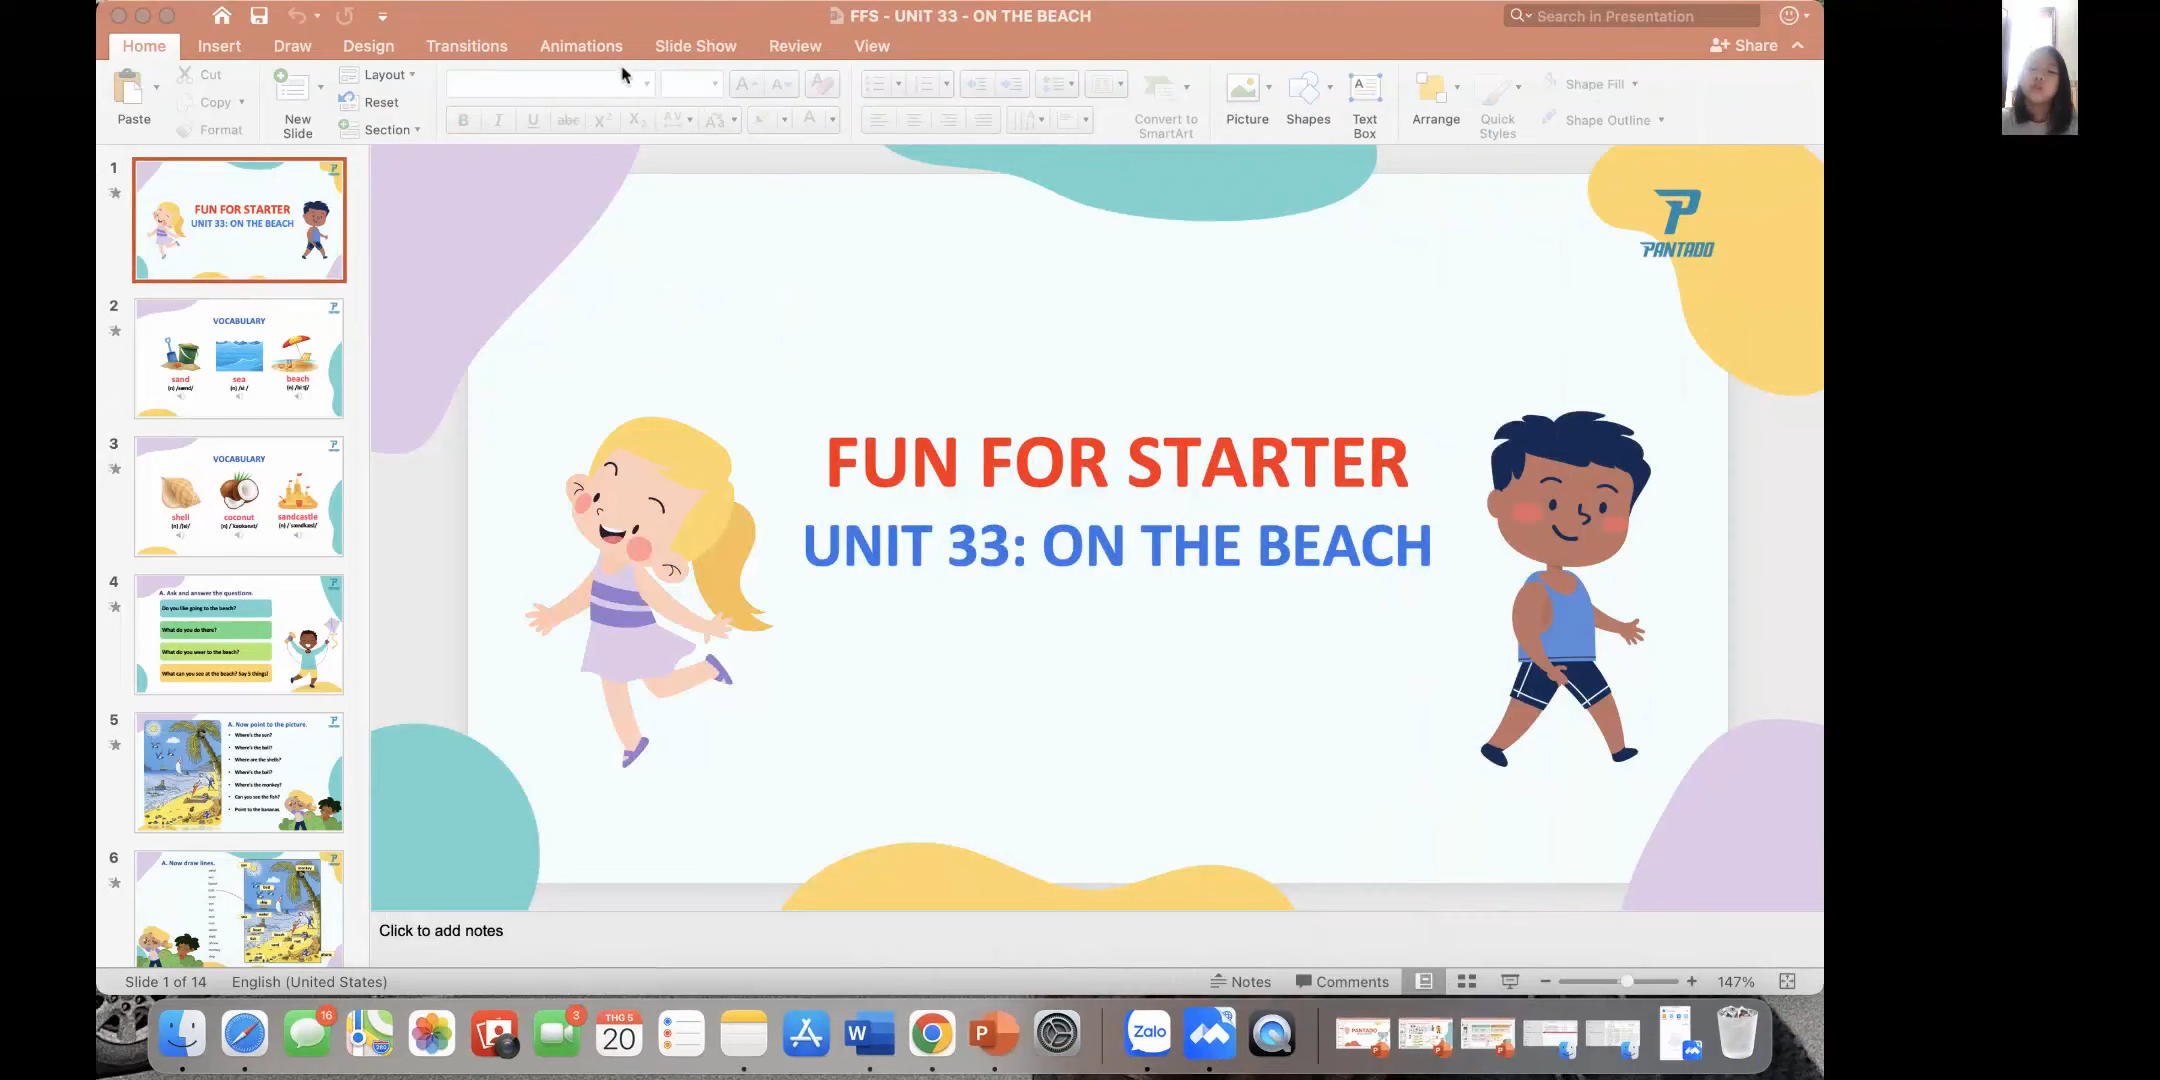 FFS - UNIT 33 - ON THE BEACH
Search in Presentation
Home
Insert
Draw
Design
Transitions
Animations
Slide Show
Review
View
Share
Paste
Cut
Copy
Format
New
Slide
Layout
Reset
Section
Convert to
SmartArt
Picture
Shapes
Text
Box
Arrange
Quick
Styles
Shape Fill
Shape Outline
1
FUN FOR STARTER
UNIT 33: ON THE BEACH
2
VOCABULARY
sand
sea
beach
3
VOCABULARY
shell
coconut
sandcastle
4
A. Ask and answer the questions.
Do you like going to the beach?
What do you do there?
What do you wear to the beach?
What can you see at the beach? Say 5 things!
5
A. Now point to the picture.
Where's the sun?
Where's the ball?
Where are the shells?
Where's the ball?
Where's the monkey?
Can you see the fish?
Point to the bananas.
6
A. Now draw lines.
PANTADO
FUN FOR STARTER
UNIT 33: ON THE BEACH
Click to add notes
Slide 1 of 14
English (United States)
Notes
Comments
147%
16
3
THG 5
20
Zalo